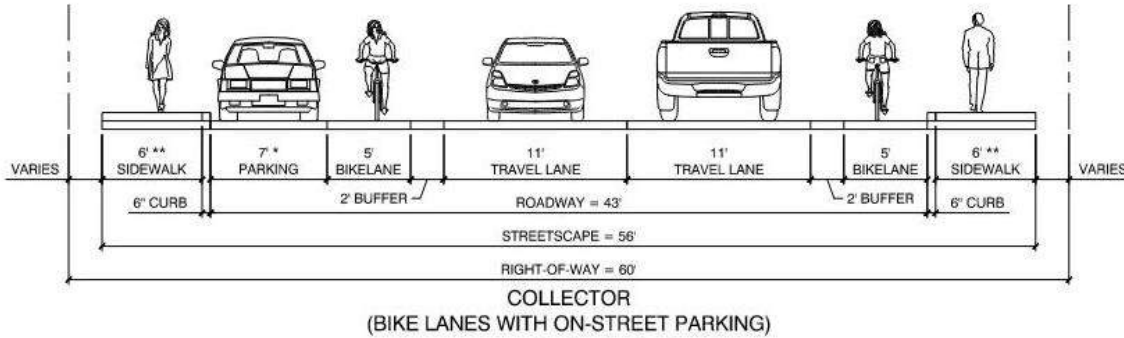 6' ** 7' * 5' 11' 11' 5' 6' **
VARIES SIDEWALK PARKING BIKELANE TRAVEL LANE TRAVEL LANE BIKELANE SIDEWALK VARIES
2' BUFFER 2' BUFFER
6" CURB ROADWAY = 43' 6" CURB
STREETSCAPE = 56'
RIGHT-OF-WAY = 60'
COLLECTOR
(BIKE LANES WITH ON-STREET PARKING)